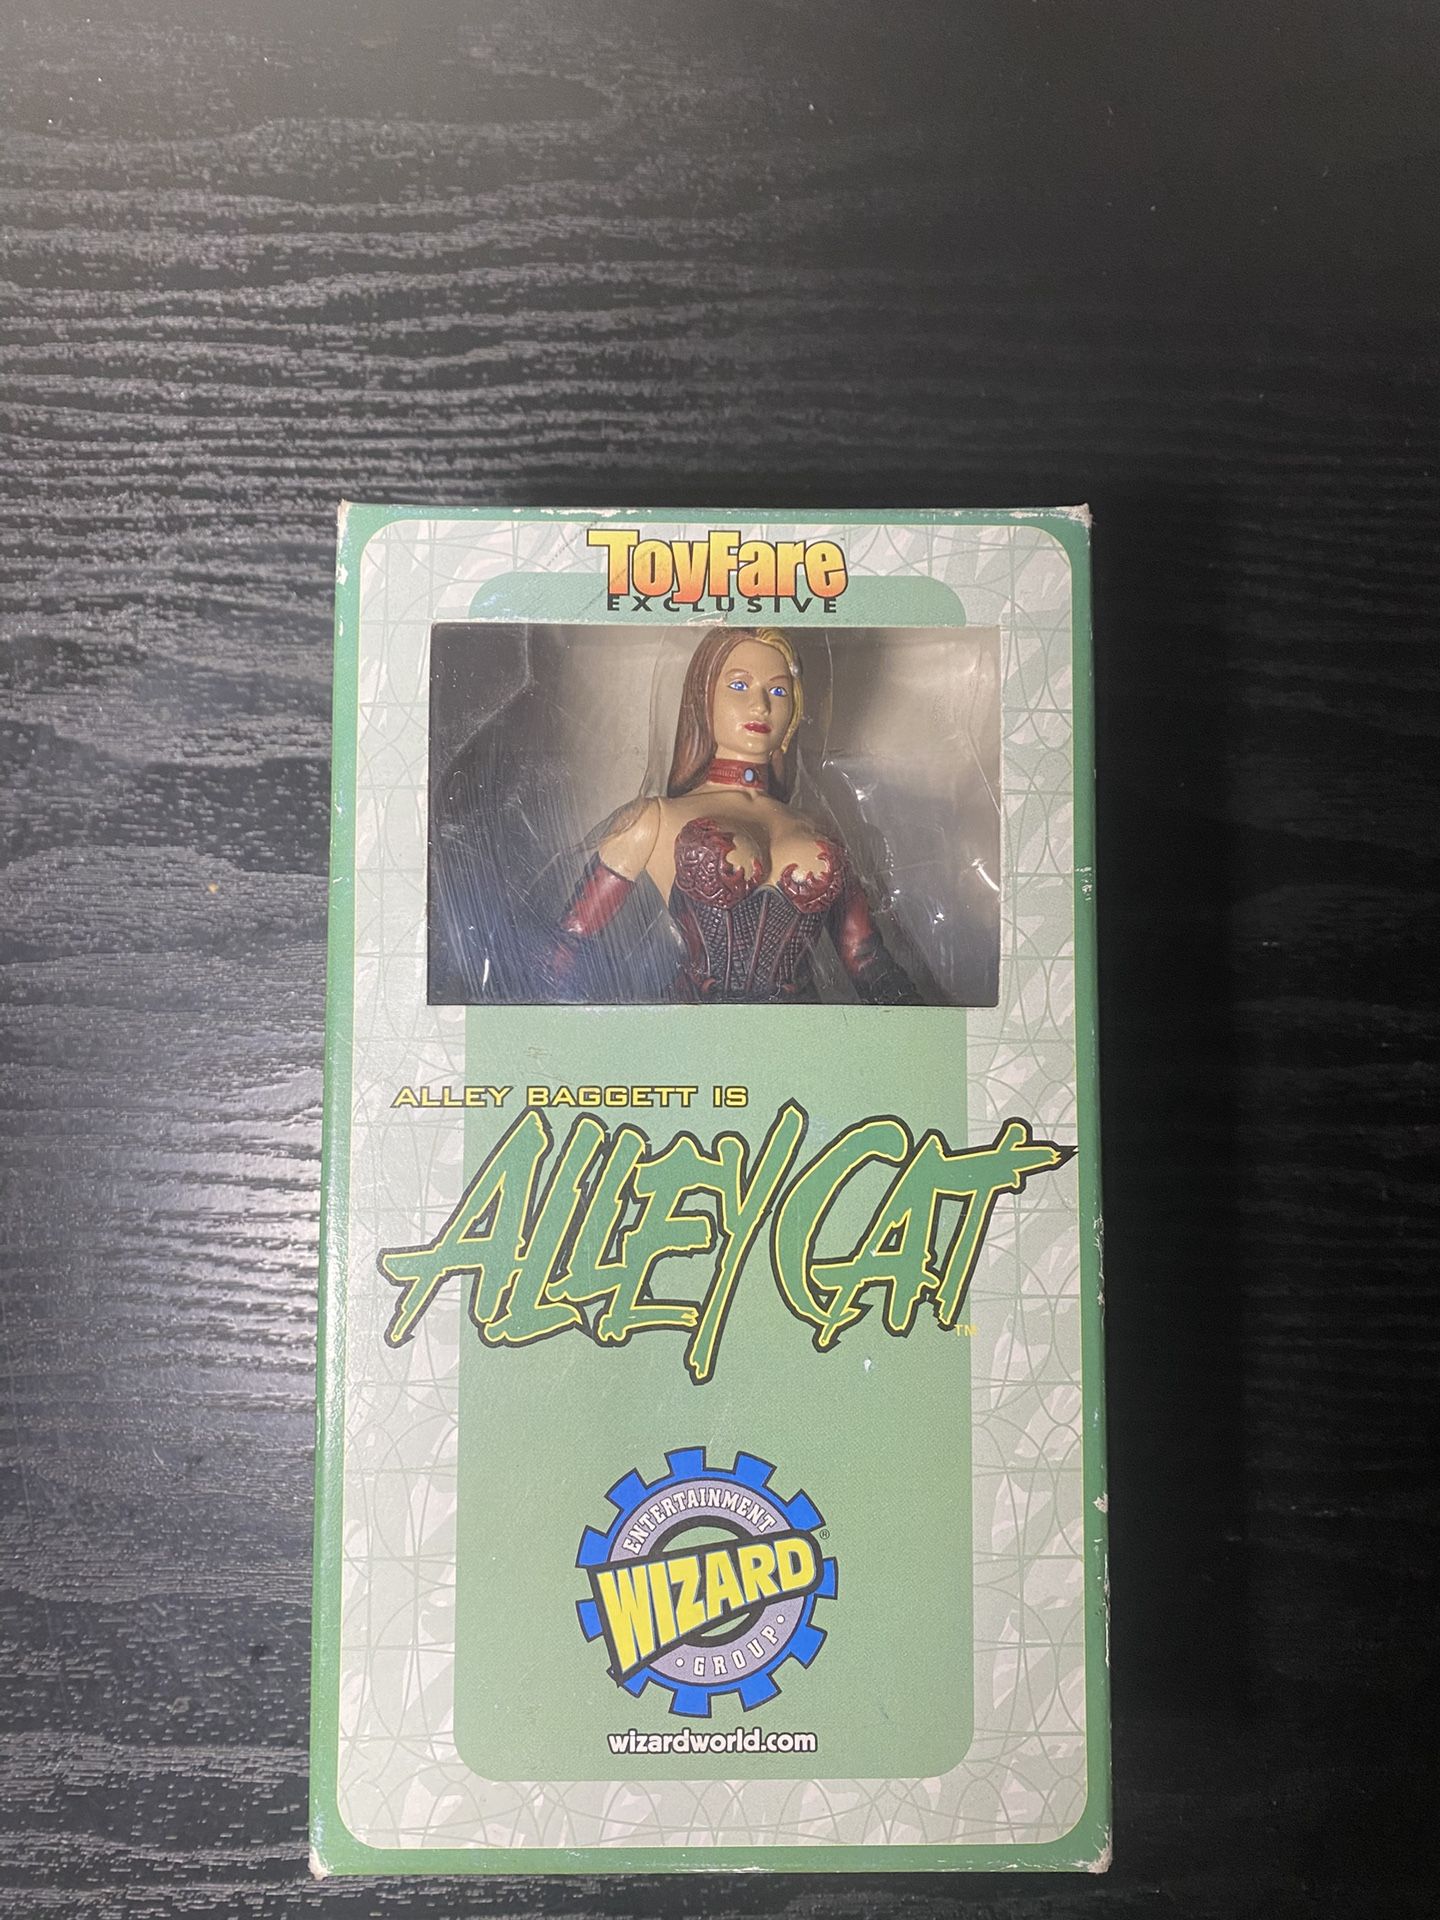 ToyFare
EXCLUSIVE
ALLEY BAGGETT IS
ALLEY CAT
TM
ENTERTAINMENT
WIZARD®
GROUP
wizardworld.com